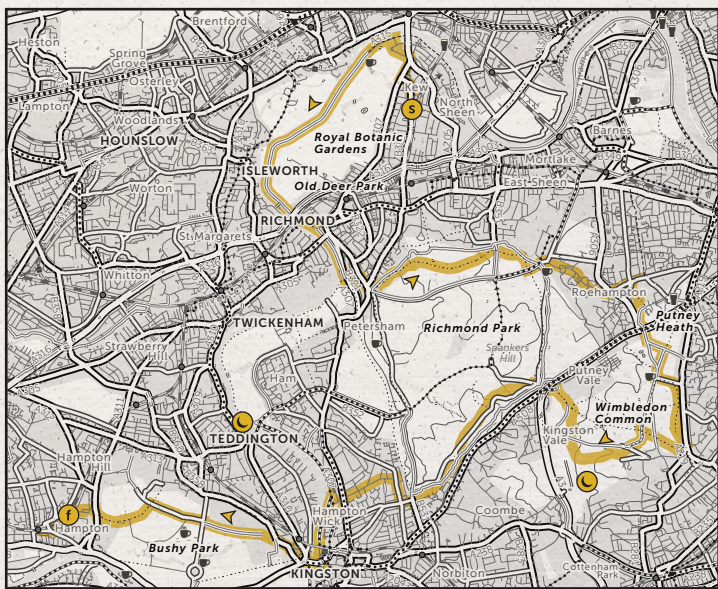 Brentford
Heston
Spring
Grove
Osterley
Kew
S
Lampton
North
Sheen
Woodlands
Barnes
HOUNSLOW
Royal Botanic
Gardens
Mortlake
ISLEWORTH
Old Deer Park
East Sheen
Worton
RICHMOND
St Margarets
Whitton
Roehampton
TWICKENHAM
Petersham
Richmond Park
Putney
Heath
Strawberry
Hill
Spankers
Hill
Ham
Putney
Vale
Wimbledon
Common
TEDDINGTON
Kingston
Vale
Hampton
Hill
f
Hampton
Hampton
Wick
Coombe
Bushy Park
KINGSTON
Norbiton
Cottenham
Park